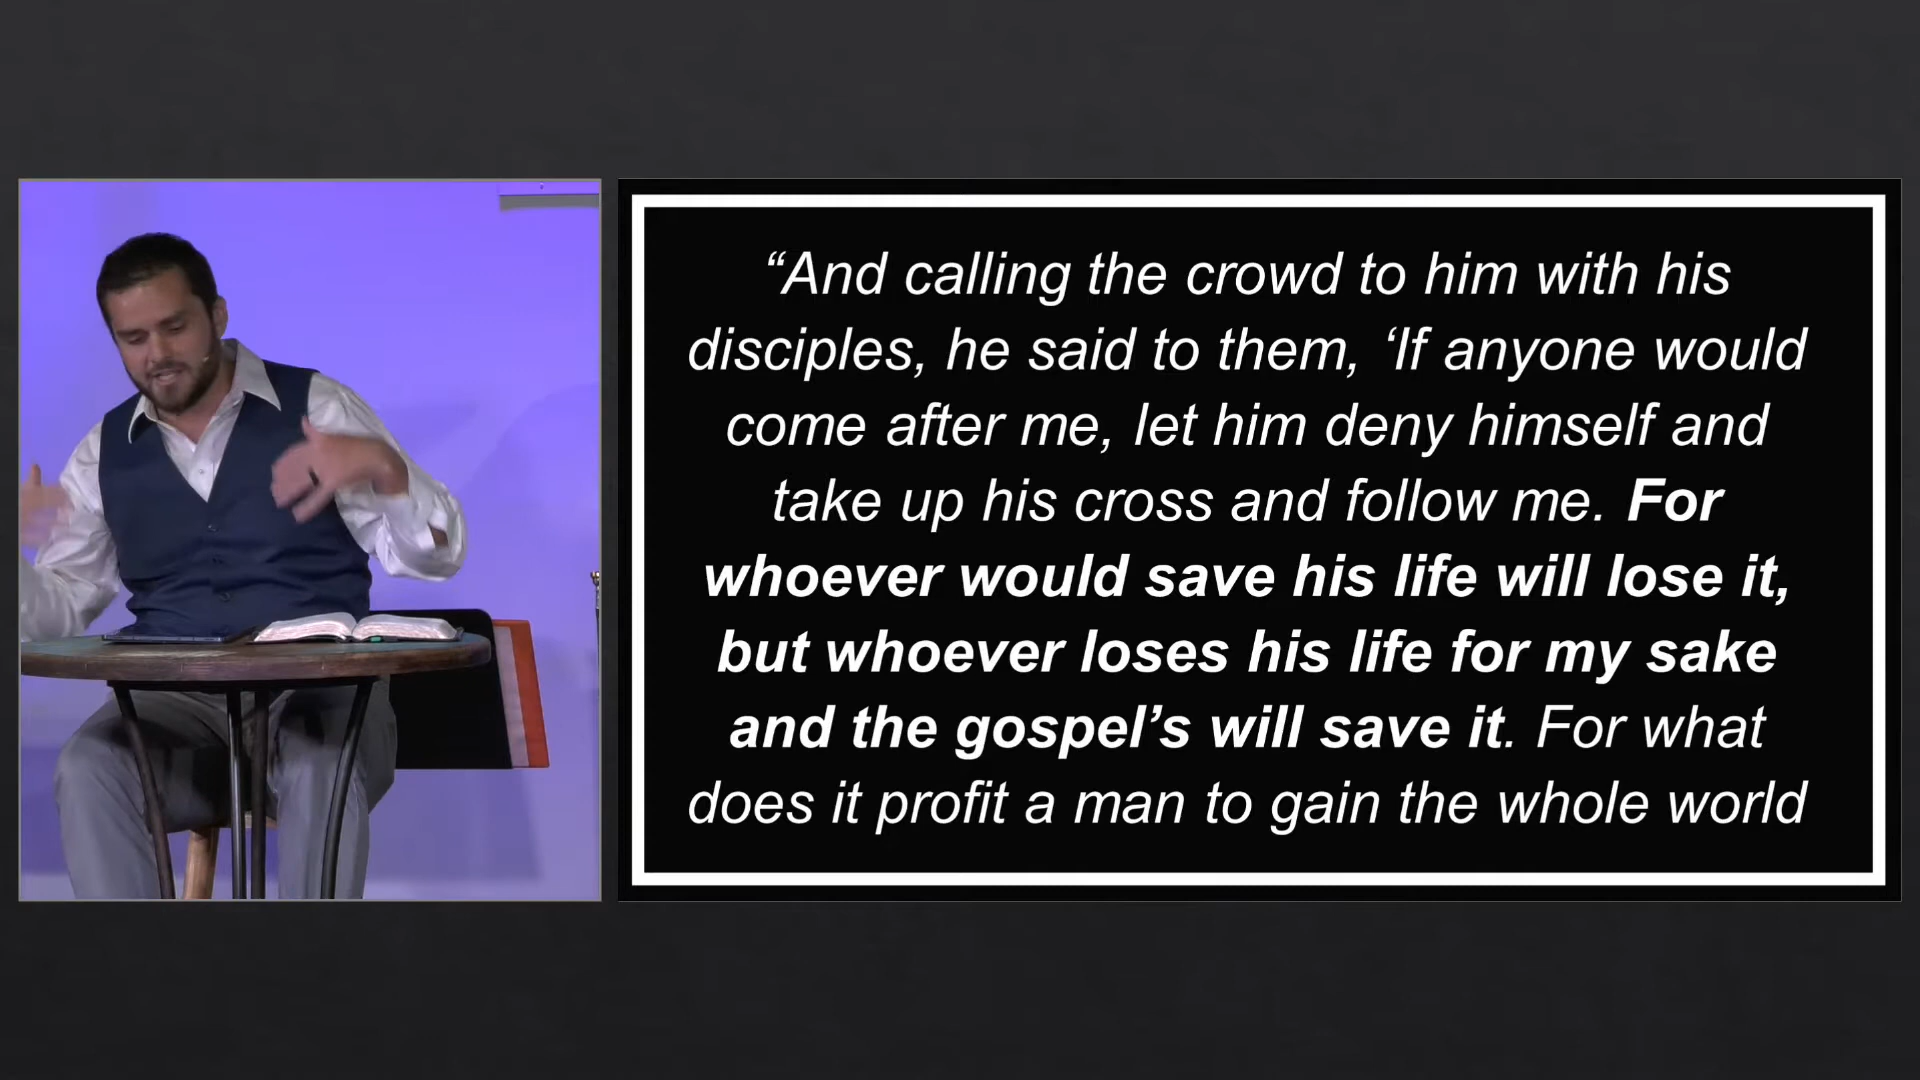 “And calling the crowd to him with his
disciples, he said to them, ‘If anyone would
come after me, let him deny himself and
take up his cross and follow me. For
whoever would save his life will lose it,
but whoever loses his life for my sake
and the gospel’s will save it. For what
does it profit a man to gain the whole world